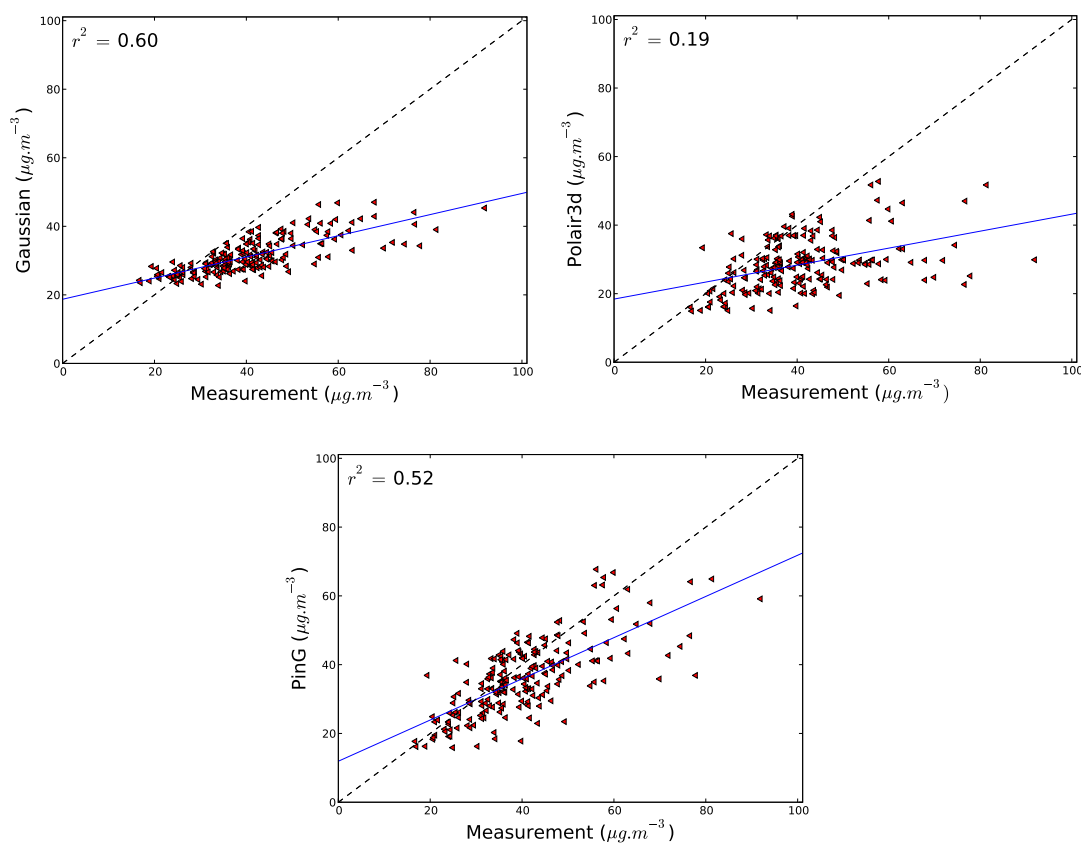 r² = 0.60
100
80
60
40
20
0
0 20 40 60 80 100
Gaussian (μg.m⁻³)
Measurement (μg.m⁻³)
r² = 0.19
100
80
60
40
20
0
0 20 40 60 80 100
Polair3d (μg.m⁻³)
Measurement (μg.m⁻³)
r² = 0.52
100
80
60
40
20
0
0 20 40 60 80 100
PinG (μg.m⁻³)
Measurement (μg.m⁻³)